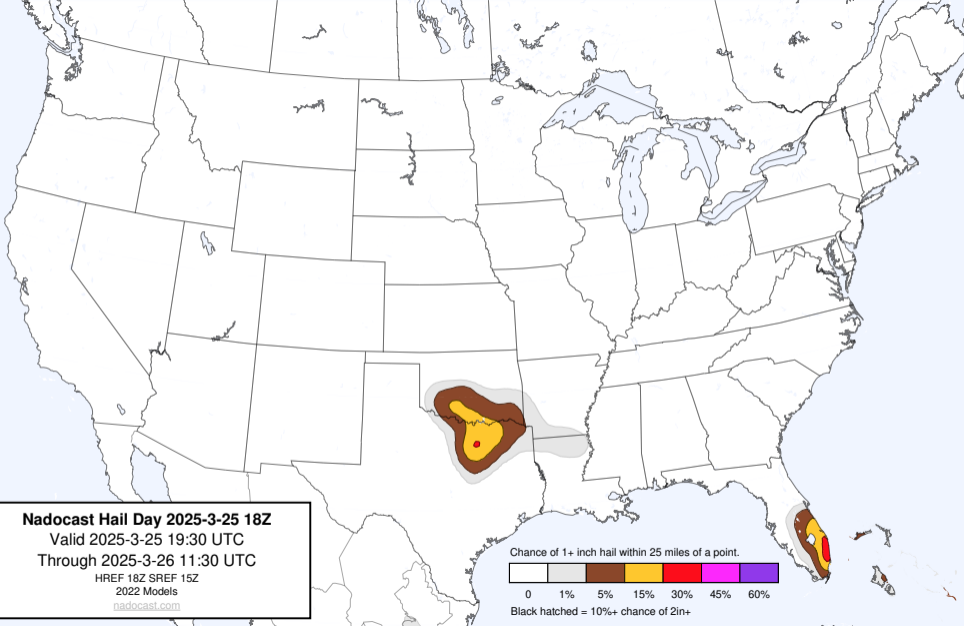 Nadocast Hail Day 2025-3-25 18Z
Valid 2025-3-25 19:30 UTC
Through 2025-3-26 11:30 UTC
HREF 18Z SREF 15Z
2022 Models
nadocast.com
Chance of 1+ inch hail within 25 miles of a point.
0 1% 5% 15% 30% 45% 60%
Black hatched = 10%+ chance of 2in+